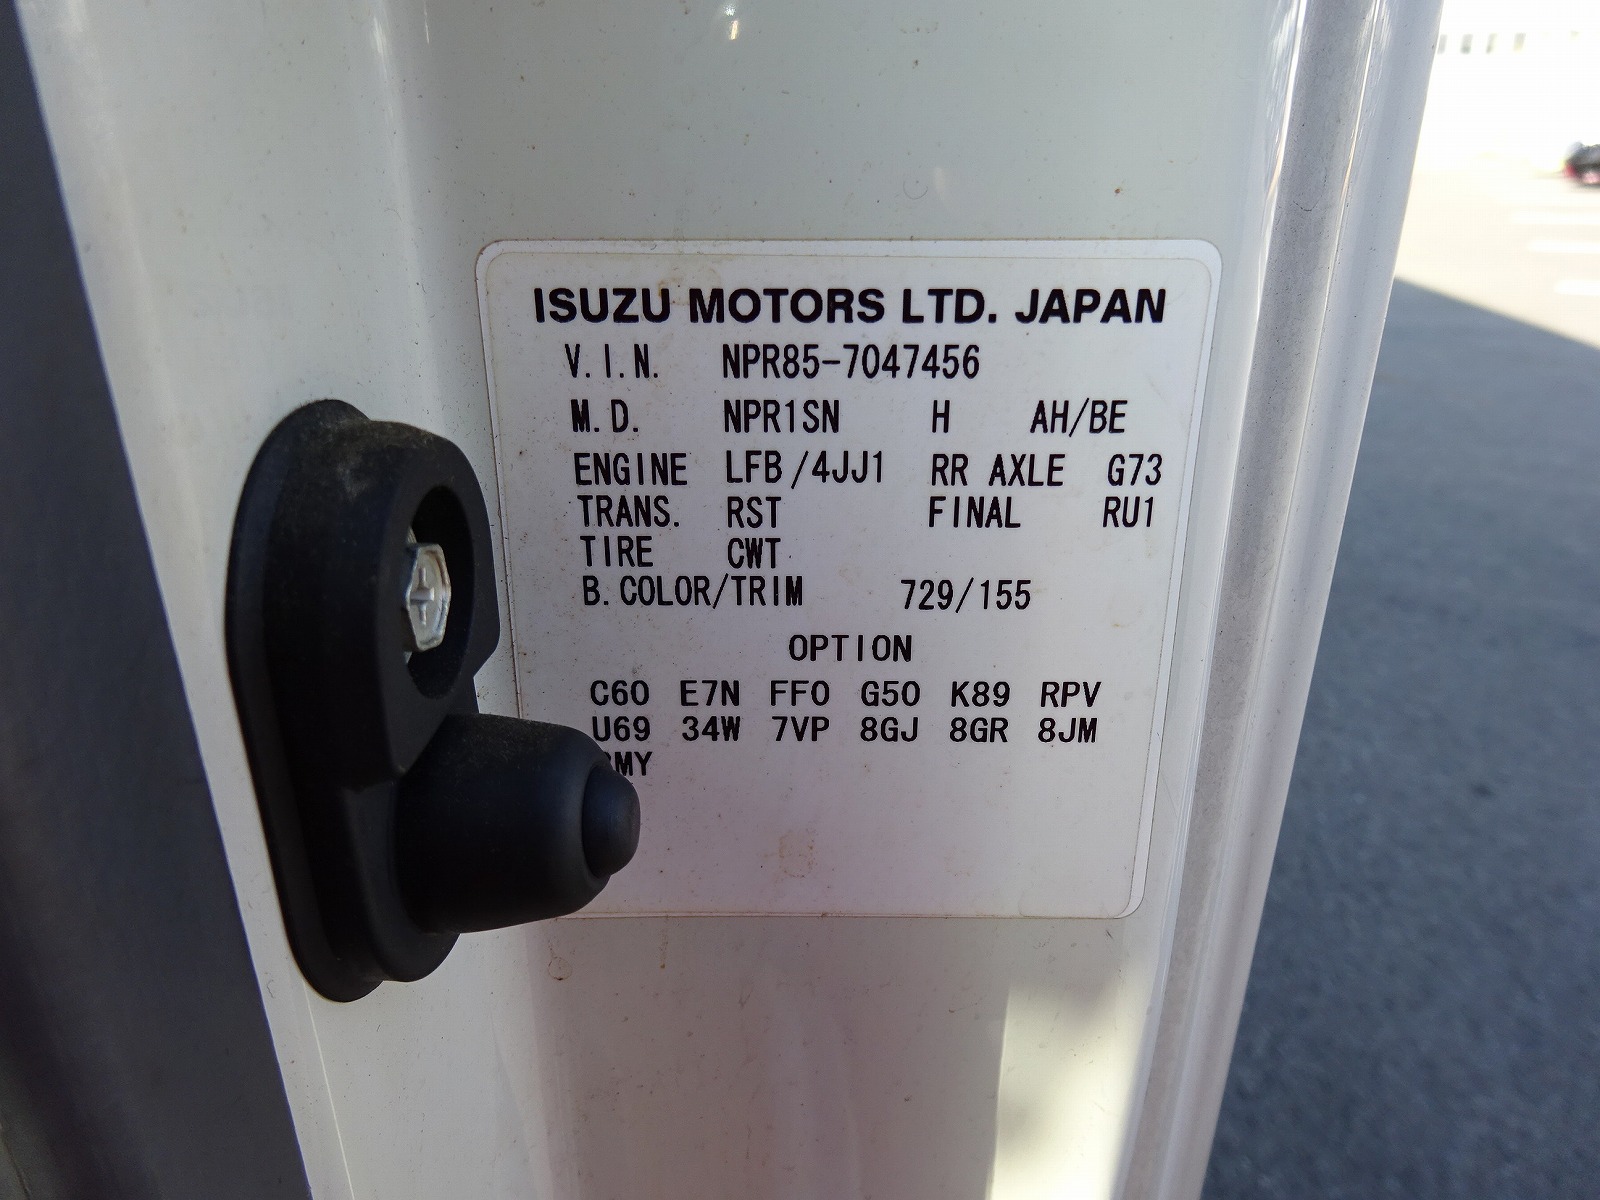 ISUZU MOTORS LTD. JAPAN
V.I.N. NPR85-7047456
M.D. NPR1SN H AH/BE
ENGINE LFB/4JJ1 RR AXLE G73
TRANS. RST FINAL RU1
TIRE CWT
B.COLOR/TRIM 729/155
OPTION
C60 E7N FF0 G50 K89 RPV
U69 34W 7VP 8GJ 8GR 8JM